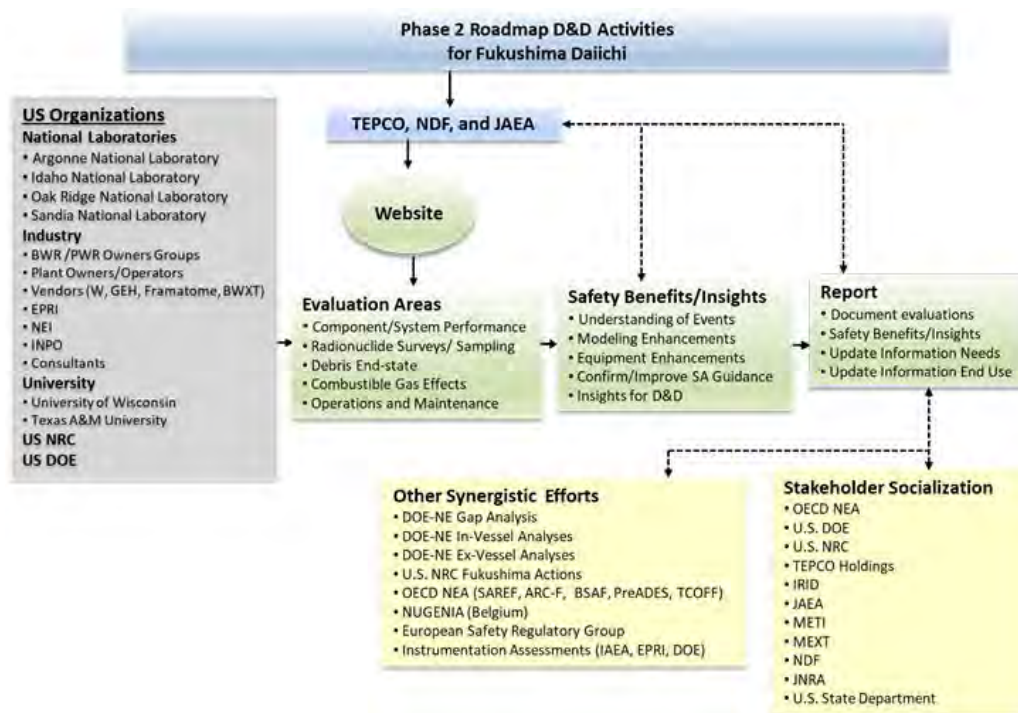 Phase 2 Roadmap D&D Activities
for Fukushima Daiichi
US Organizations
National Laboratories
• Argonne National Laboratory
• Idaho National Laboratory
• Oak Ridge National Laboratory
• Sandia National Laboratory
Industry
• BWR /PWR Owners Groups
• Plant Owners/Operators
• Vendors (W, GEH, Framatome, BWXT)
• EPRI
• NEI
• INPO
• Consultants
University
• University of Wisconsin
• Texas A&M University
US NRC
US DOE
TEPCO, NDF, and JAEA
Website
Evaluation Areas
• Component/System Performance
• Radionuclide Surveys/ Sampling
• Debris End-state
• Combustible Gas Effects
• Operations and Maintenance
Safety Benefits/Insights
• Understanding of Events
• Modeling Enhancements
• Equipment Enhancements
• Confirm/Improve SA Guidance
• Insights for D&D
Report
• Document evaluations
• Safety Benefits/Insights
• Update Information Needs
• Update Information End Use
Other Synergistic Efforts
• DOE-NE Gap Analysis
• DOE-NE In-Vessel Analyses
• DOE-NE Ex-Vessel Analyses
• U.S. NRC Fukushima Actions
• OECD NEA (SAREF, ARC-F, BSAF, PreADES, TCOFF)
• NUGENIA (Belgium)
• European Safety Regulatory Group
• Instrumentation Assessments (IAEA, EPRI, DOE)
Stakeholder Socialization
• OECD NEA
• U.S. DOE
• U.S. NRC
• TEPCO Holdings
• IRID
• JAEA
• METI
• MEXT
• NDF
• JNRA
• U.S. State Department